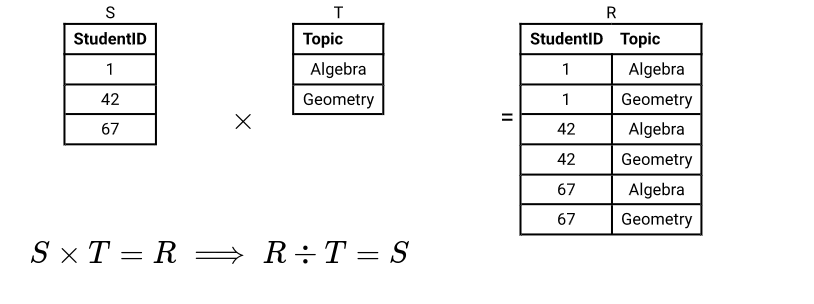 S T R
StudentID Topic StudentID Topic
1 Algebra 1 Algebra
42 Geometry 1 Geometry
67 × = 42 Algebra
42 Geometry
67 Algebra
67 Geometry
S × T = R ⟹ R ÷ T = S